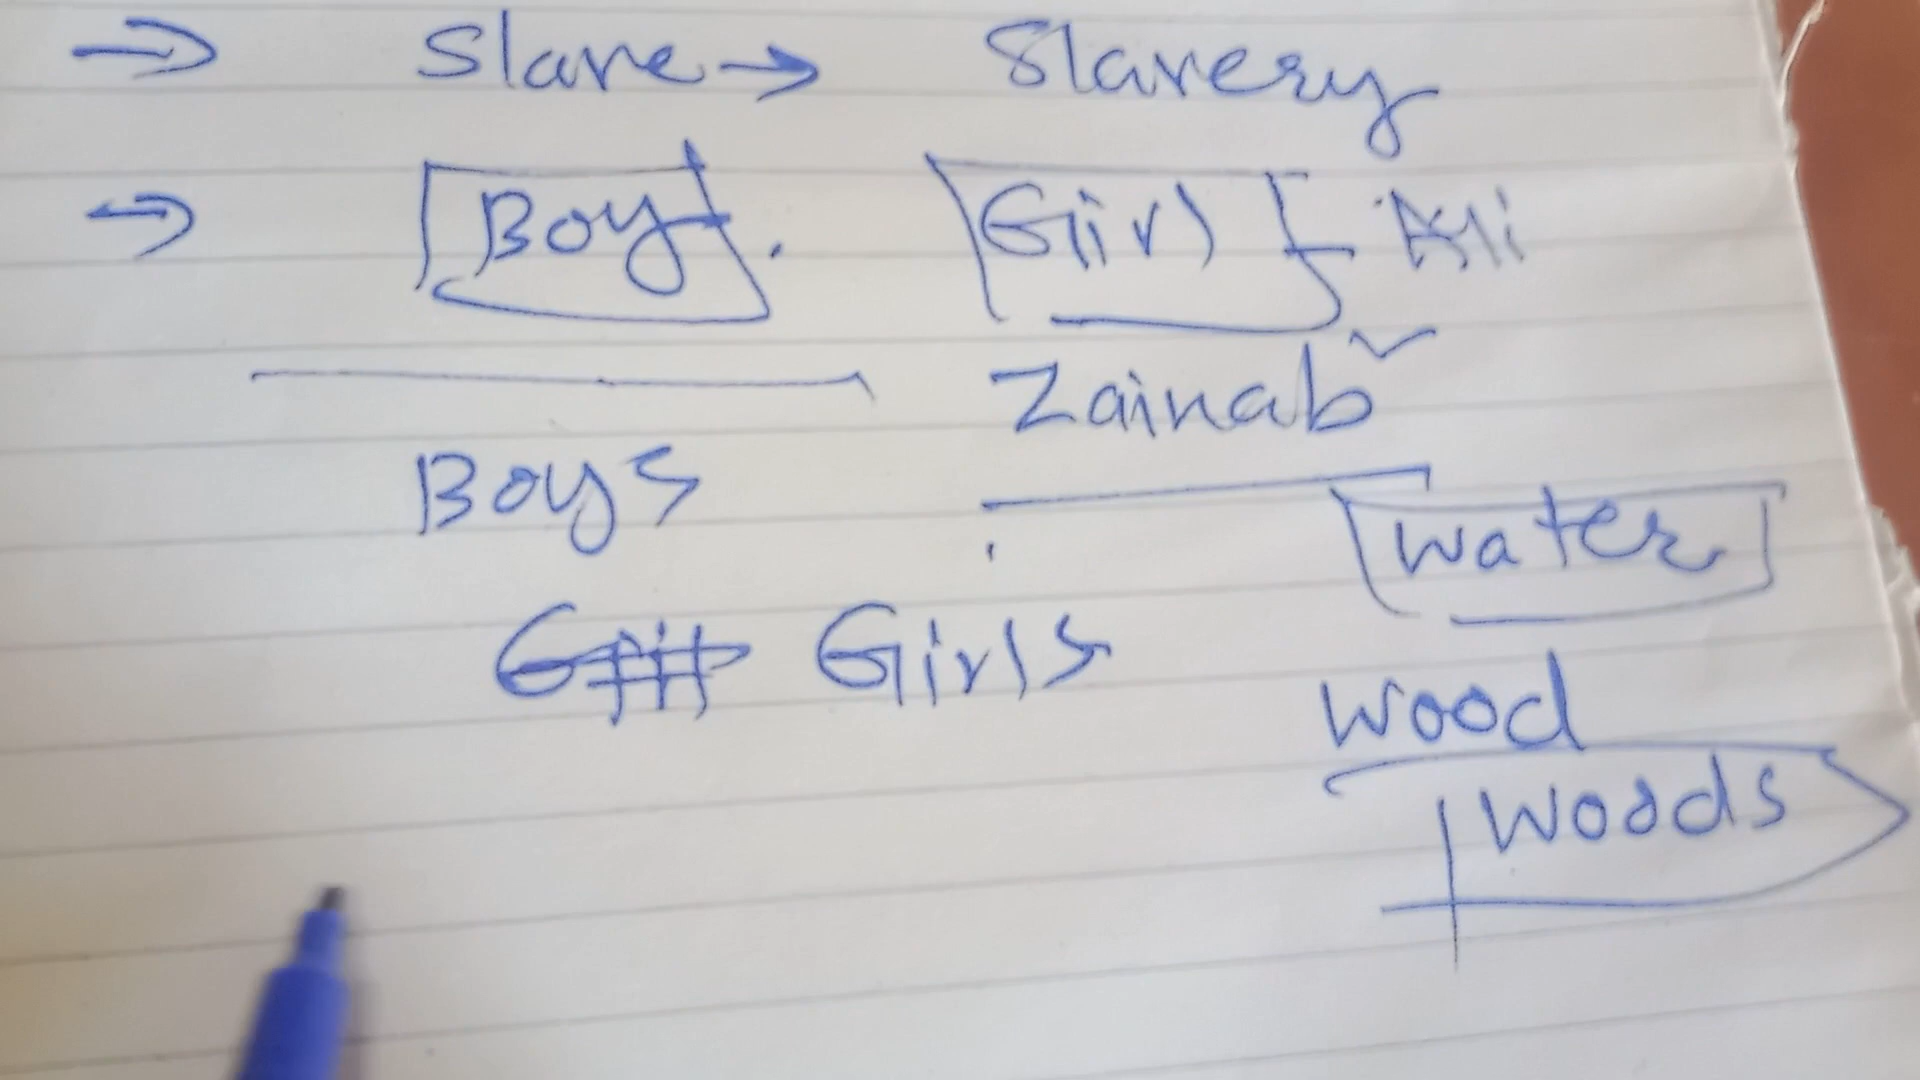 ⇒ Slave → Slavery
→ Boy. Girl Ali
Zainab ✓
Boys
Water
Girls
Wood
Woods